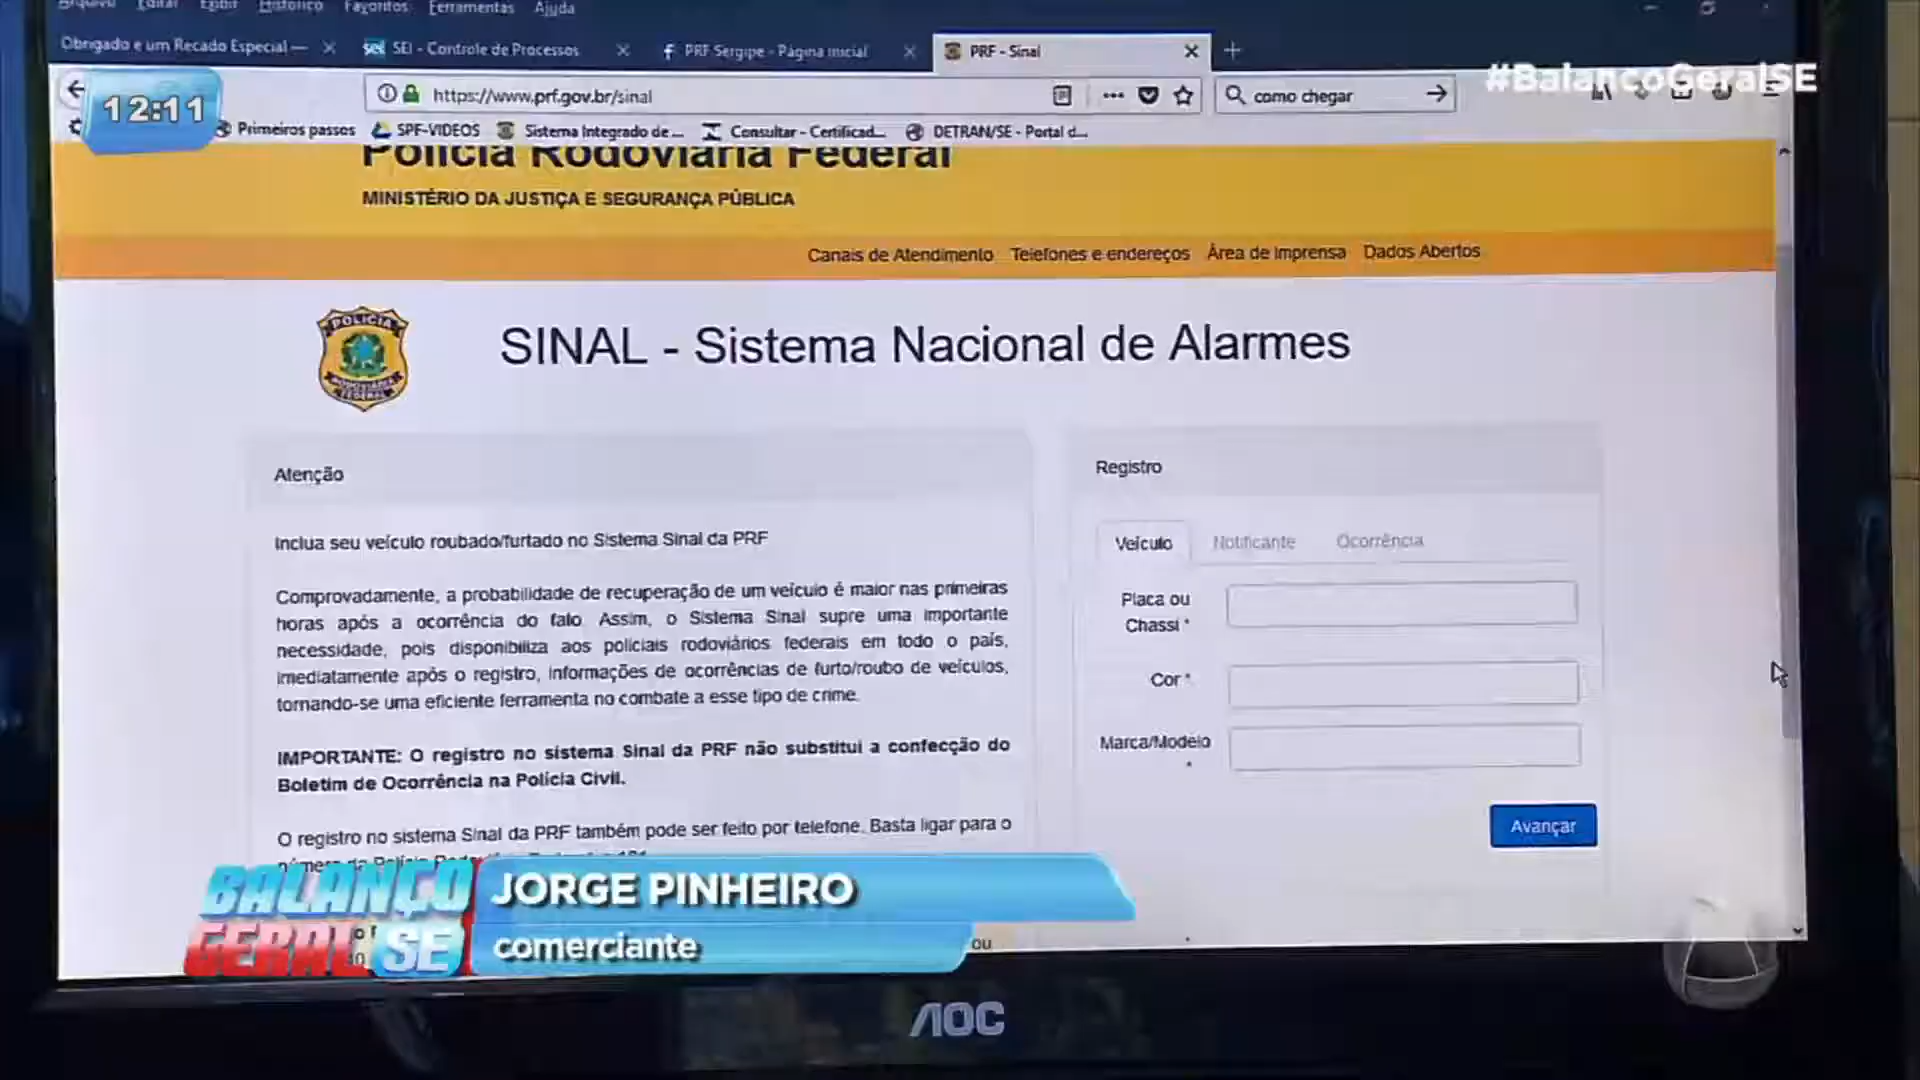 Arquivo Editar Exibir Histórico Favoritos Ferramentas Ajuda
Obrigado e um Recado Especial —
sei SEI - Controle de Processos
PRF Sergipe - Página inicial
PRF - Sinal
#BalancoGeralSE
12:11
https://www.prf.gov.br/sinal
como chegar
Primeiros passos
SPF-VIDEOS
Sistema Integrado de ...
Consultar - Certificad...
DETRAN/SE - Portal d...
Polícia Rodoviária Federal
MINISTÉRIO DA JUSTIÇA E SEGURANÇA PÚBLICA
Canais de Atendimento Telefones e endereços Área de Imprensa Dados Abertos
POLICIA
RODOVIÁRIA
FEDERAL
SINAL - Sistema Nacional de Alarmes
Atenção
Inclua seu veículo roubado/furtado no Sistema Sinal da PRF
Comprovadamente, a probabilidade de recuperação de um veículo é maior nas primeiras
horas após a ocorrência do fato. Assim, o Sistema Sinal supre uma importante
necessidade, pois disponibiliza aos policiais rodoviários federais em todo o país,
imediatamente após o registro, informações de ocorrências de furto/roubo de veículos,
tornando-se uma eficiente ferramenta no combate a esse tipo de crime.
IMPORTANTE: O registro no sistema Sinal da PRF não substitui a confecção do
Boletim de Ocorrência na Polícia Civil.
O registro no sistema Sinal da PRF também pode ser feito por telefone. Basta ligar para o
Registro
Veículo Notificante Ocorrência
Placa ou
Chassi *
Cor *
Marca/Modelo
*
Avançar
ou
BALANÇO
GERAL SE
JORGE PINHEIRO
comerciante
AOC